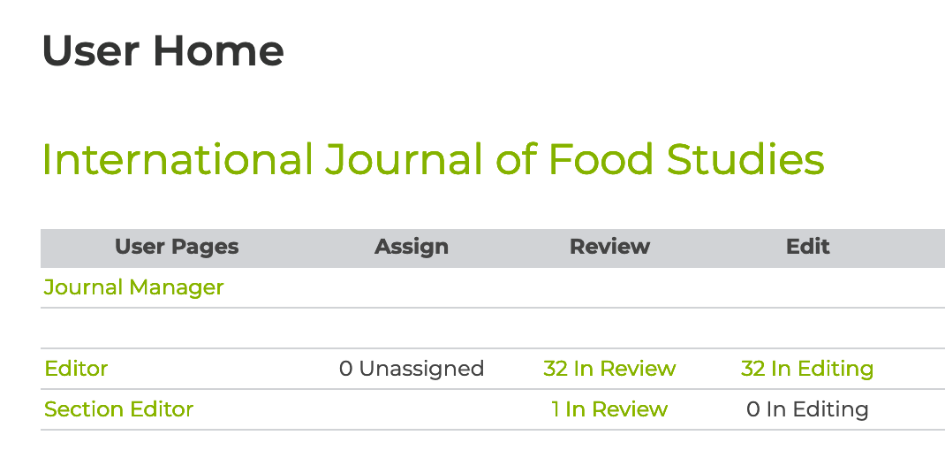 User Home
International Journal of Food Studies
User Pages Assign Review Edit
Journal Manager
Editor 0 Unassigned 32 In Review 32 In Editing
Section Editor 1 In Review 0 In Editing